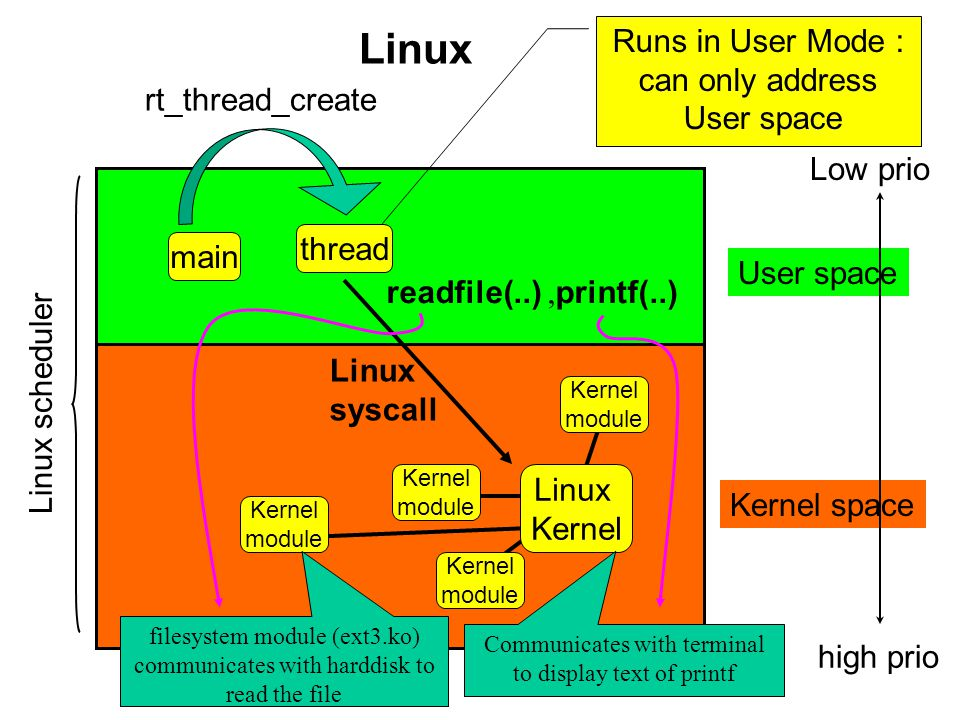 Linux
Runs in User Mode :
can only address
User space
rt_thread_create
Low prio
main
thread
User space
readfile(..) ,printf(..)
Linux scheduler
Linux
syscall
Kernel
module
Kernel
module
Linux
Kernel
Kernel
module
Kernel space
Kernel
module
filesystem module (ext3.ko)
communicates with harddisk to
read the file
Communicates with terminal
to display text of printf
high prio